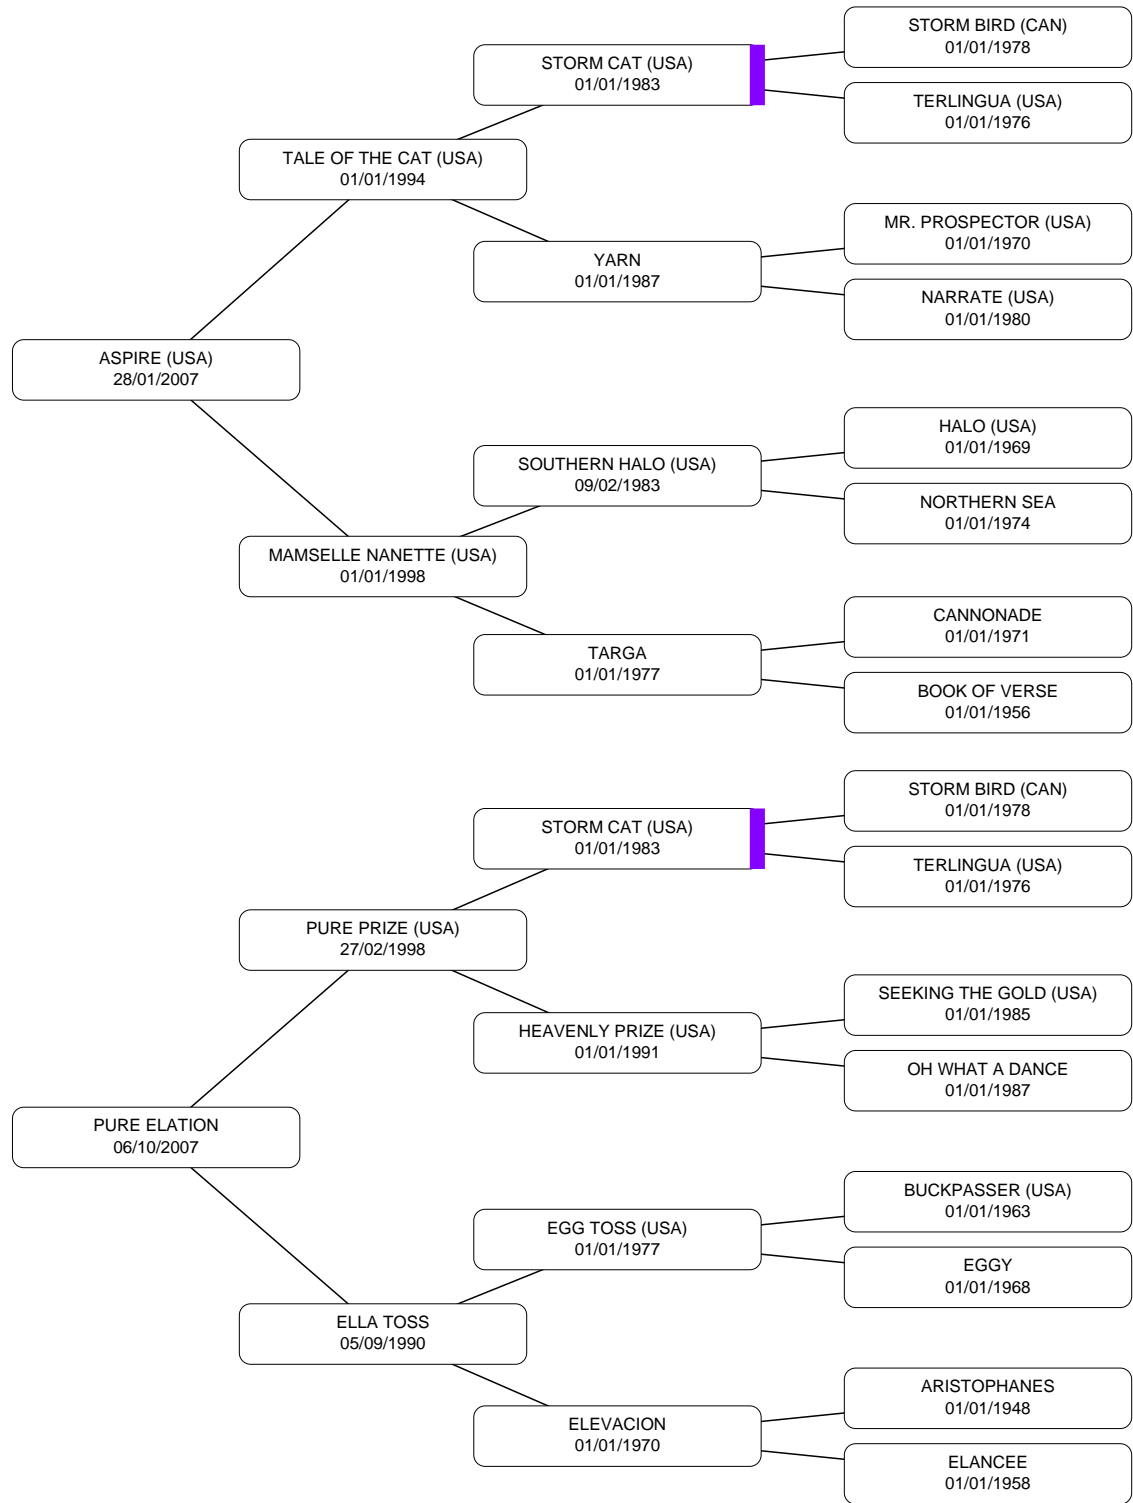 STORM BIRD (CAN)
01/01/1978
STORM CAT (USA)
01/01/1983
TERLINGUA (USA)
01/01/1976
TALE OF THE CAT (USA)
01/01/1994
MR. PROSPECTOR (USA)
01/01/1970
YARN
01/01/1987
NARRATE (USA)
01/01/1980
ASPIRE (USA)
28/01/2007
HALO (USA)
01/01/1969
SOUTHERN HALO (USA)
09/02/1983
NORTHERN SEA
01/01/1974
MAMSELLE NANETTE (USA)
01/01/1998
CANNONADE
01/01/1971
TARGA
01/01/1977
BOOK OF VERSE
01/01/1956
STORM BIRD (CAN)
01/01/1978
STORM CAT (USA)
01/01/1983
TERLINGUA (USA)
01/01/1976
PURE PRIZE (USA)
27/02/1998
SEEKING THE GOLD (USA)
01/01/1985
HEAVENLY PRIZE (USA)
01/01/1991
OH WHAT A DANCE
01/01/1987
PURE ELATION
06/10/2007
BUCKPASSER (USA)
01/01/1963
EGG TOSS (USA)
01/01/1977
EGGY
01/01/1968
ELLA TOSS
05/09/1990
ARISTOPHANES
01/01/1948
ELEVACION
01/01/1970
ELANCEE
01/01/1958